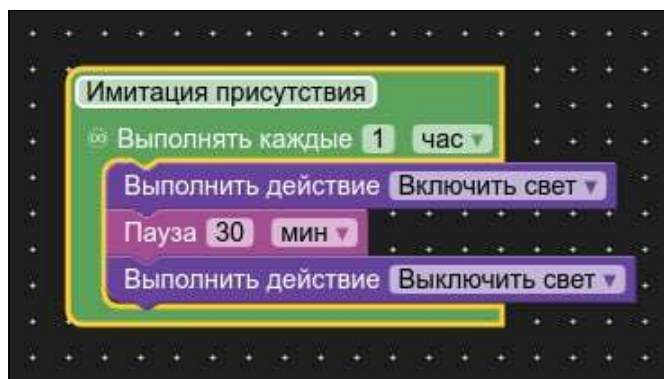 Имитация присутствия
Выполнять каждые 1 час
Выполнить действие Включить свет
Пауза 30 мин
Выполнить действие Выключить свет